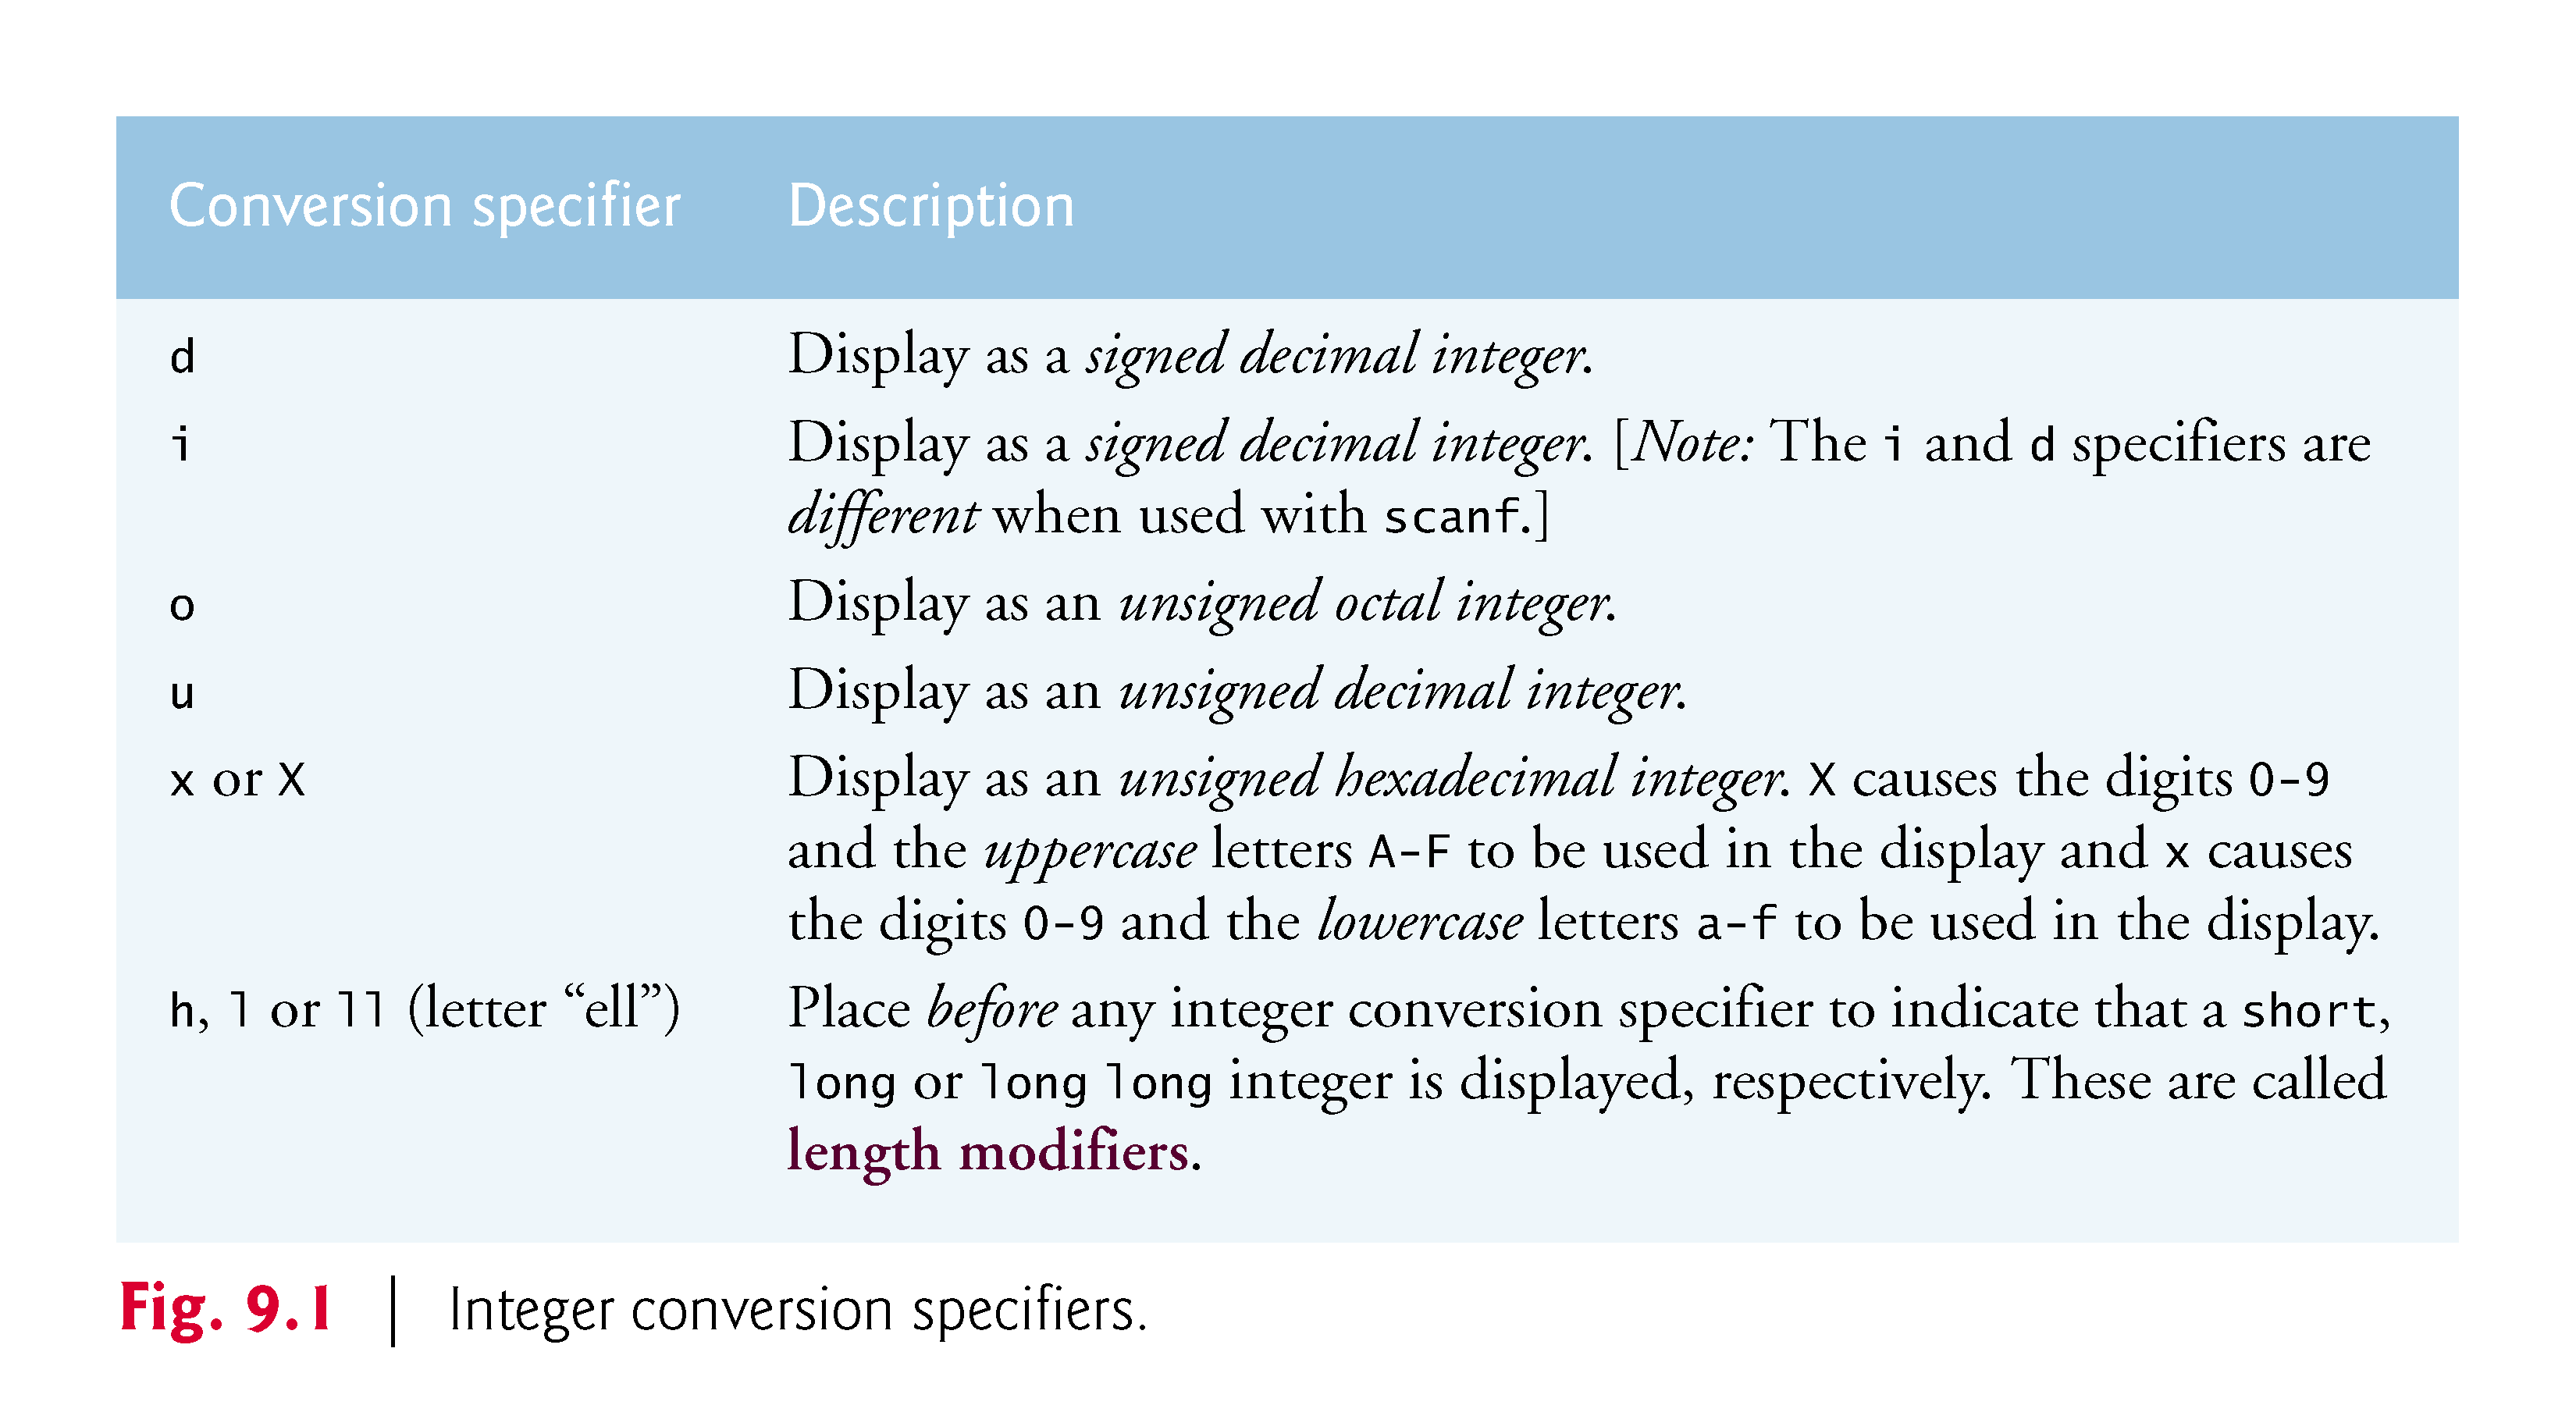 Conversion specifier Description
d Display as a signed decimal integer.
i Display as a signed decimal integer. [Note: The i and d specifiers are
different when used with scanf.]
o Display as an unsigned octal integer.
u Display as an unsigned decimal integer.
x or X Display as an unsigned hexadecimal integer. X causes the digits 0–9
and the uppercase letters A–F to be used in the display and x causes
the digits 0–9 and the lowercase letters a–f to be used in the display.
h, l or ll (letter “ell”) Place before any integer conversion specifier to indicate that a short,
long or long long integer is displayed, respectively. These are called
length modifiers.
Fig. 9.1 | Integer conversion specifiers.